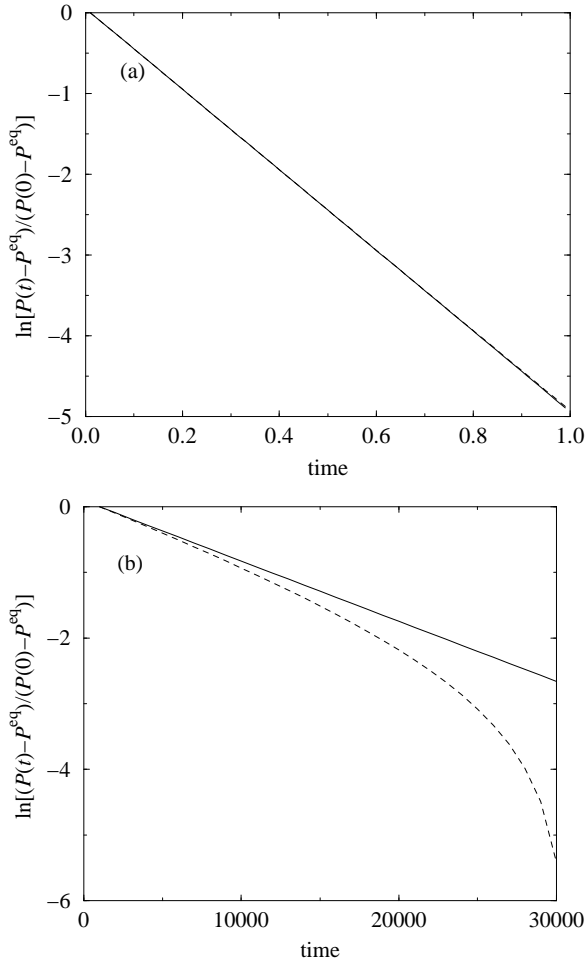 0
−1
−2
−3
−4
−5
(a)
ln[P(t)−P^eq)/(P(0)−P^eq)]
0.0 0.2 0.4 0.6 0.8 1.0
time
0
−2
−4
−6
(b)
ln[(P(t)−P^eq)/(P(0)−P^eq)]
0 10000 20000 30000
time